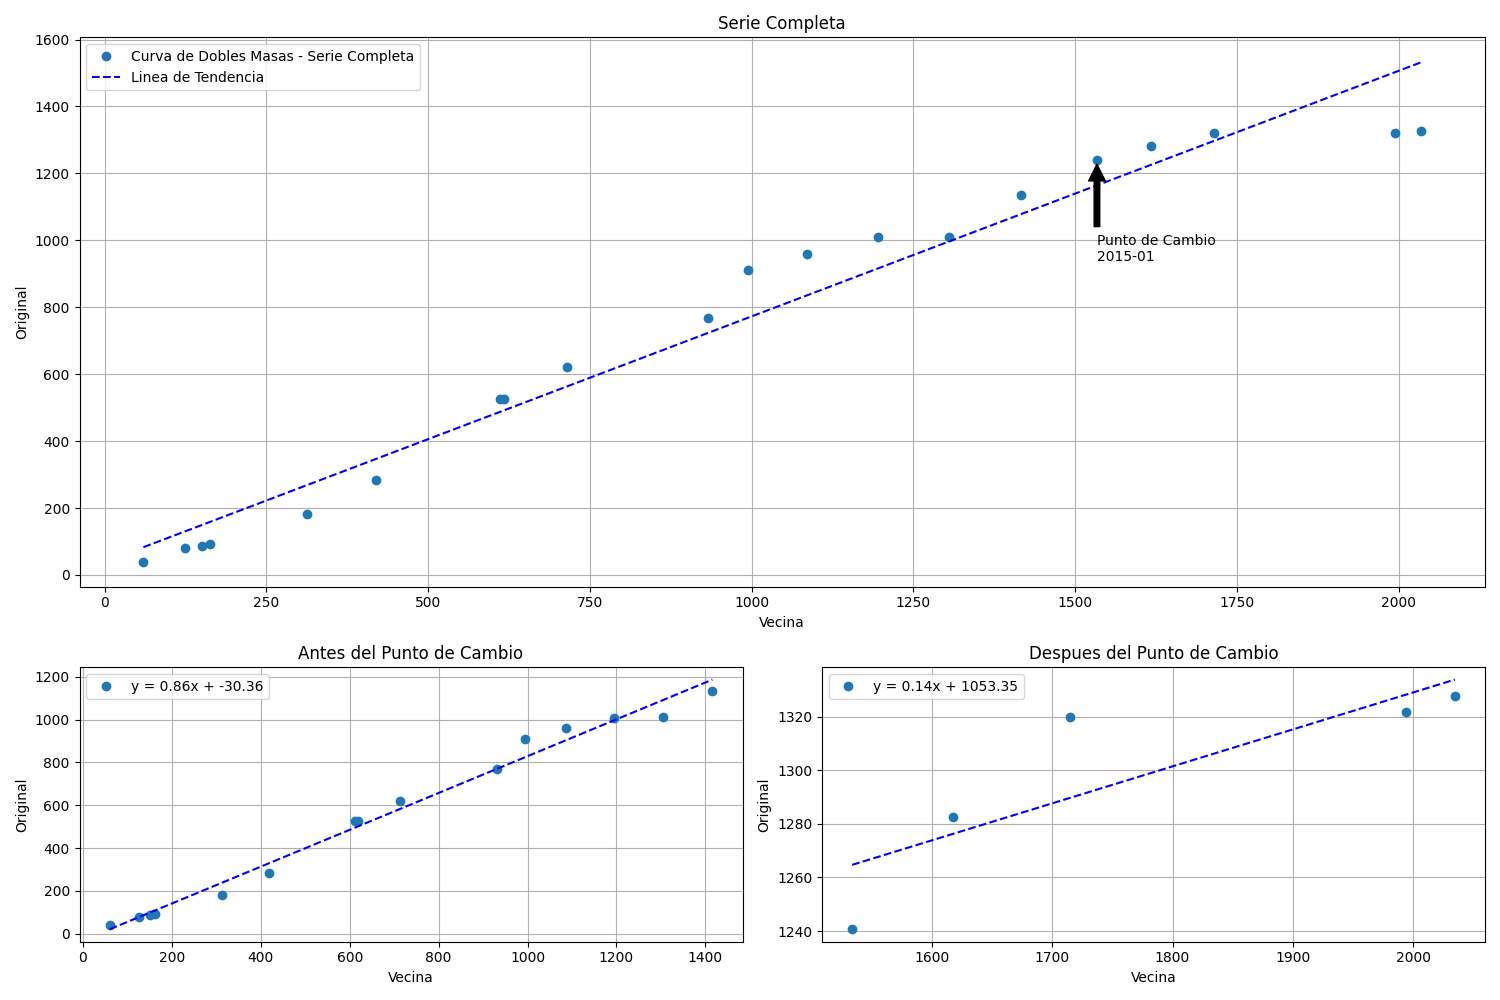 Serie Completa
Curva de Dobles Masas - Serie Completa
Linea de Tendencia
1600
1400
1200
1000
800
600
400
200
0
Original
Punto de Cambio
2015-01
0 250 500 750 1000 1250 1500 1750 2000
Vecina
Antes del Punto de Cambio
y = 0.86x + -30.36
1200
1000
800
600
400
200
0
Original
0 200 400 600 800 1000 1200 1400
Vecina
Despues del Punto de Cambio
y = 0.14x + 1053.35
1320
1300
1280
1260
1240
Original
1600 1700 1800 1900 2000
Vecina